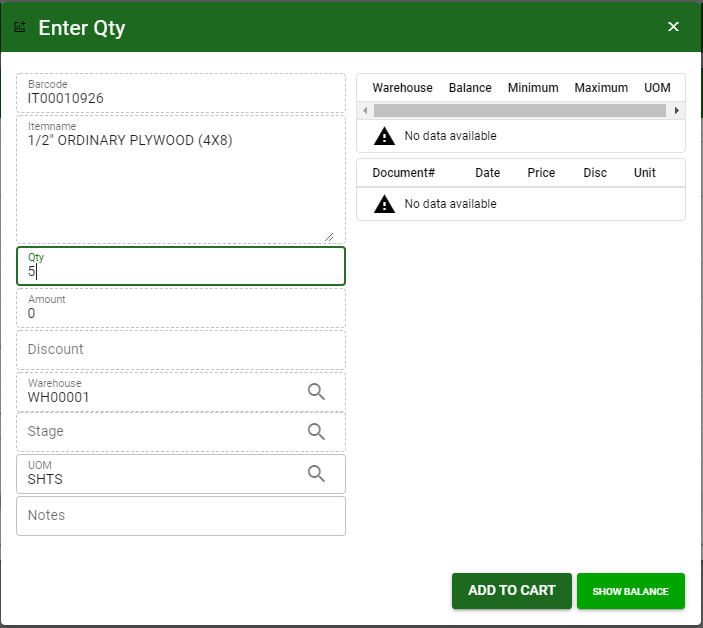 Enter Qty
Barcode
IT00010926
Itemname
1/2" ORDINARY PLYWOOD (4X8)
Qty
5
Amount
0
Discount
Warehouse
WH00001
Stage
UOM
SHTS
Notes
Warehouse Balance Minimum Maximum UOM
No data available
Document# Date Price Disc Unit
No data available
ADD TO CART SHOW BALANCE